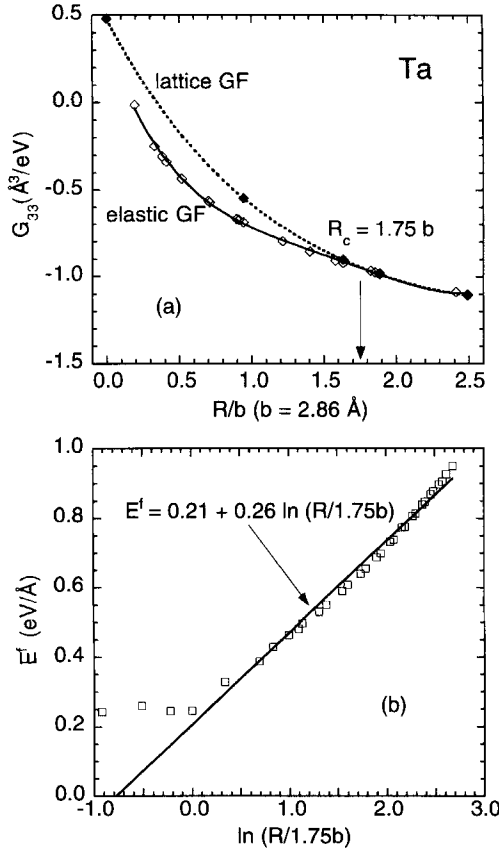 0.5
0.0
-0.5
-1.0
-1.5
G33(Å³/eV)
Ta
lattice GF
elastic GF
Rc = 1.75 b
(a)
0.0 0.5 1.0 1.5 2.0 2.5
R/b (b = 2.86 Å)
1.0
0.8
0.6
0.4
0.2
0.0
E^f (eV/Å)
E^f = 0.21 + 0.26 ln (R/1.75b)
(b)
-1.0 0.0 1.0 2.0 3.0
ln (R/1.75b)